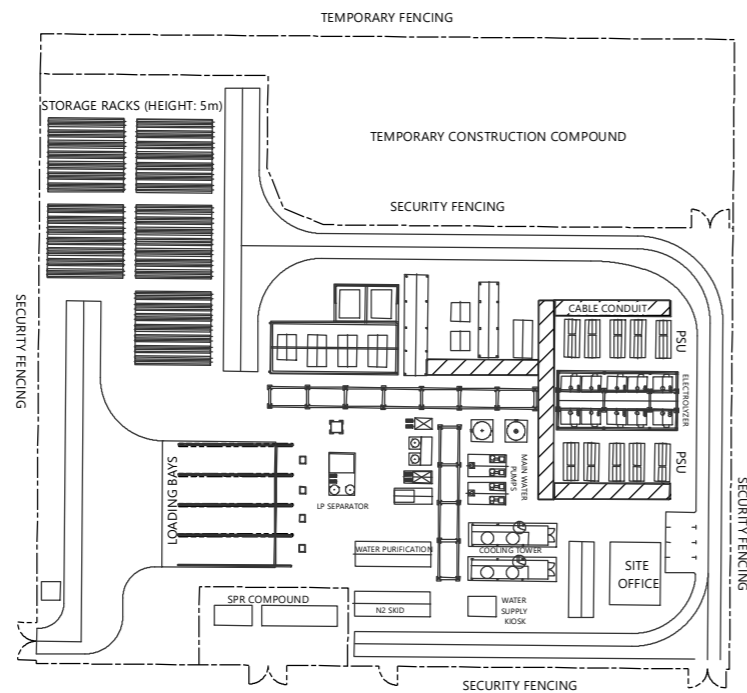 TEMPORARY FENCING
STORAGE RACKS (HEIGHT: 5m)
TEMPORARY CONSTRUCTION COMPOUND
SECURITY FENCING
SECURITY FENCING
CABLE CONDUIT
PSU
ELECTROLYZER
PSU
LOADING BAYS
LP SEPARATOR
MAIN WATER
PUMPS
SECURITY FENCING
WATER PURIFICATION
COOLING TOWER
SITE
OFFICE
SPR COMPOUND
N2 SKID
WATER
SUPPLY
KIOSK
SECURITY FENCING